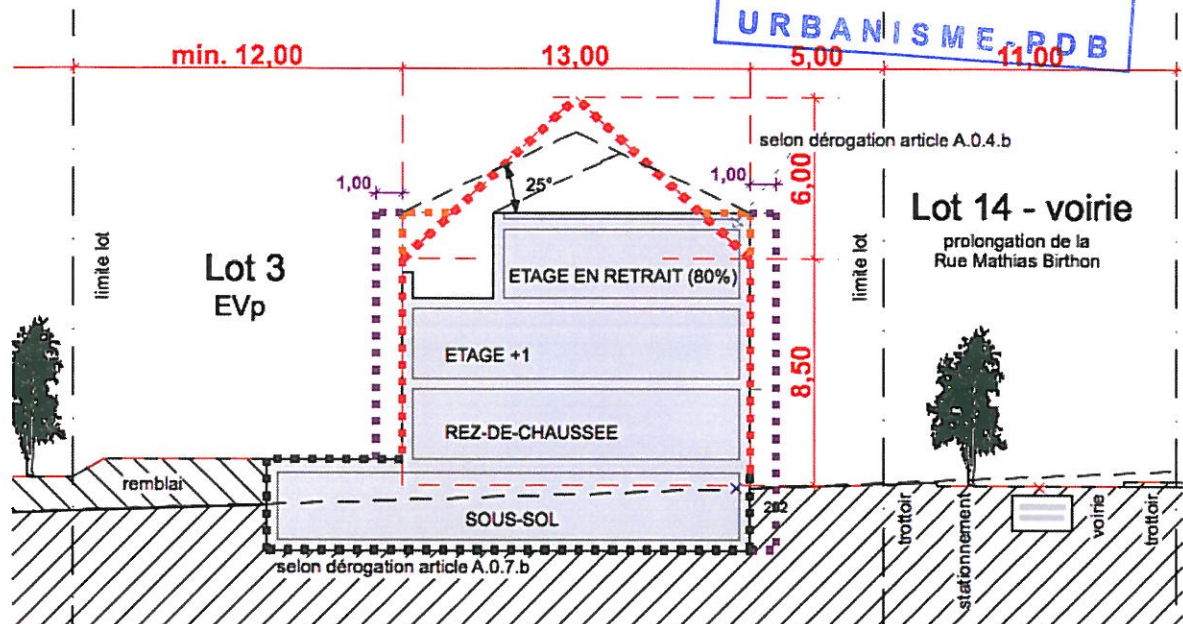 URBANISME-PDB
min. 12,00
13,00
5,00
11,00
selon dérogation article A.0.4.b
1,00
25°
1,00
6,00
Lot 14 - voirie
prolongation de la
Rue Mathias Birthon
limite lot
Lot 3
EVp
limite lot
ETAGE EN RETRAIT (80%)
ETAGE +1
8,50
REZ-DE-CHAUSSEE
remblai
SOUS-SOL
trottoir
stationnement
voirie
trottoir
selon dérogation article A.0.7.b